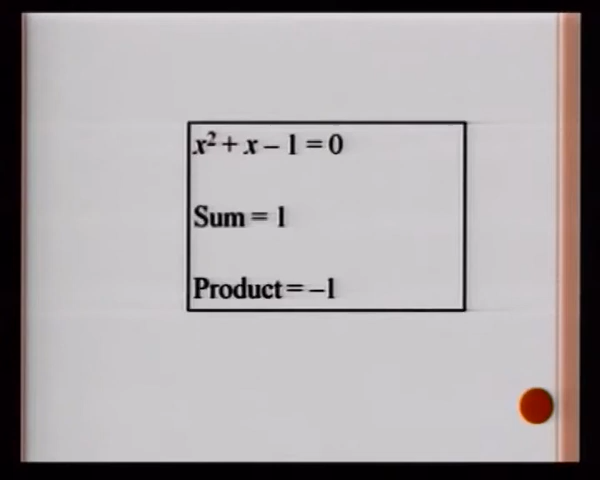 x² + x – 1 = 0
Sum = 1
Product = –1